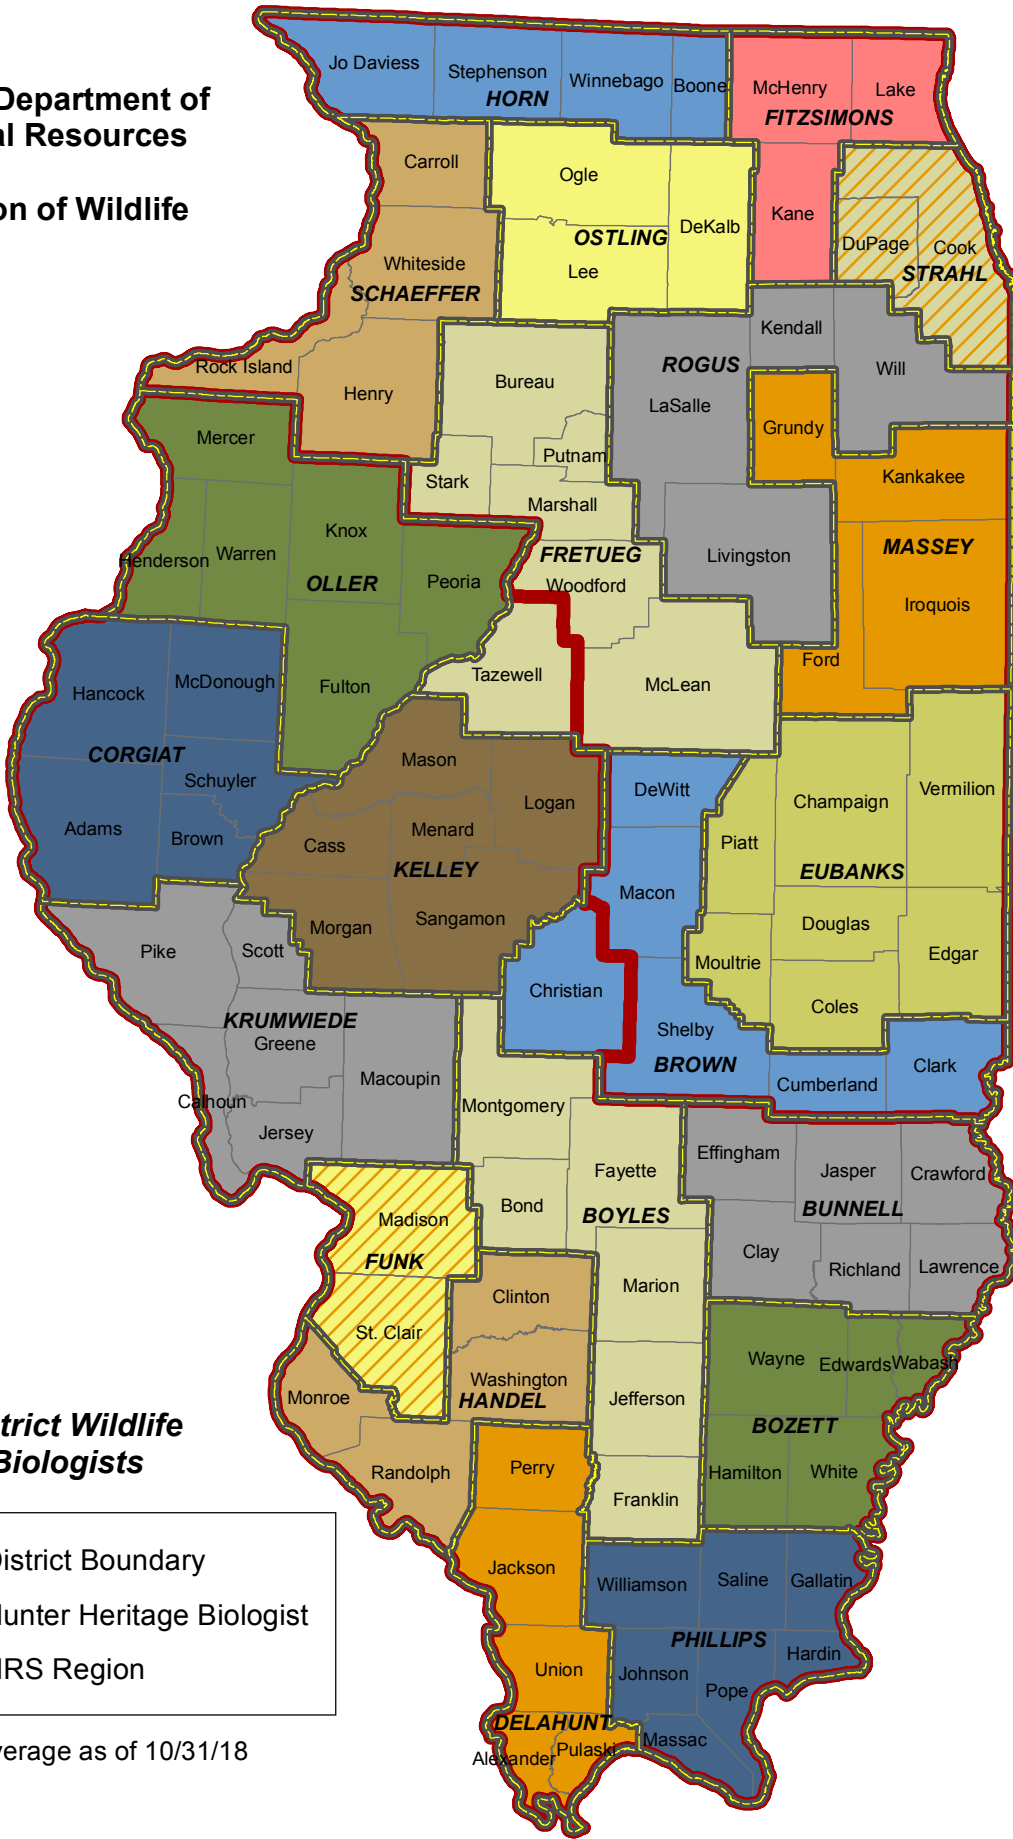 Department of
al Resources
on of Wildlife
Jo Daviess
Stephenson
Winnebago
Boone
HORN
McHenry
Lake
FITZSIMONS
Kane
Carroll
Whiteside
SCHAEFFER
Rock Island
Henry
Ogle
OSTLING
DeKalb
Lee
DuPage
Cook
STRAHL
Kendall
ROGUS
Will
LaSalle
Livingston
Bureau
Putnam
Stark
Marshall
FRETUEG
Woodford
Tazewell
McLean
Grundy
Kankakee
MASSEY
Iroquois
Ford
Mercer
Knox
Henderson
Warren
OLLER
Peoria
Fulton
Hancock
McDonough
CORGIAT
Schuyler
Adams
Brown
Mason
Logan
Menard
Cass
KELLEY
Morgan
Sangamon
DeWitt
Macon
Christian
Shelby
BROWN
Cumberland
Clark
Champaign
Vermilion
Piatt
EUBANKS
Douglas
Moultrie
Edgar
Coles
Pike
Scott
KRUMWIEDE
Greene
Macoupin
Calhoun
Jersey
Montgomery
Fayette
Bond
BOYLES
Marion
Jefferson
Franklin
Effingham
Jasper
Crawford
BUNNELL
Clay
Richland
Lawrence
Madison
FUNK
St. Clair
Clinton
Washington
HANDEL
Monroe
Randolph
Wayne
Edwards
Wabash
BOZETT
Hamilton
White
Perry
Jackson
Union
DELAHUNT
Alexander
Pulaski
Williamson
Saline
Gallatin
PHILLIPS
Hardin
Johnson
Pope
Massac
trict Wildlife
Biologists
District Boundary
Hunter Heritage Biologist
NRS Region
verage as of 10/31/18